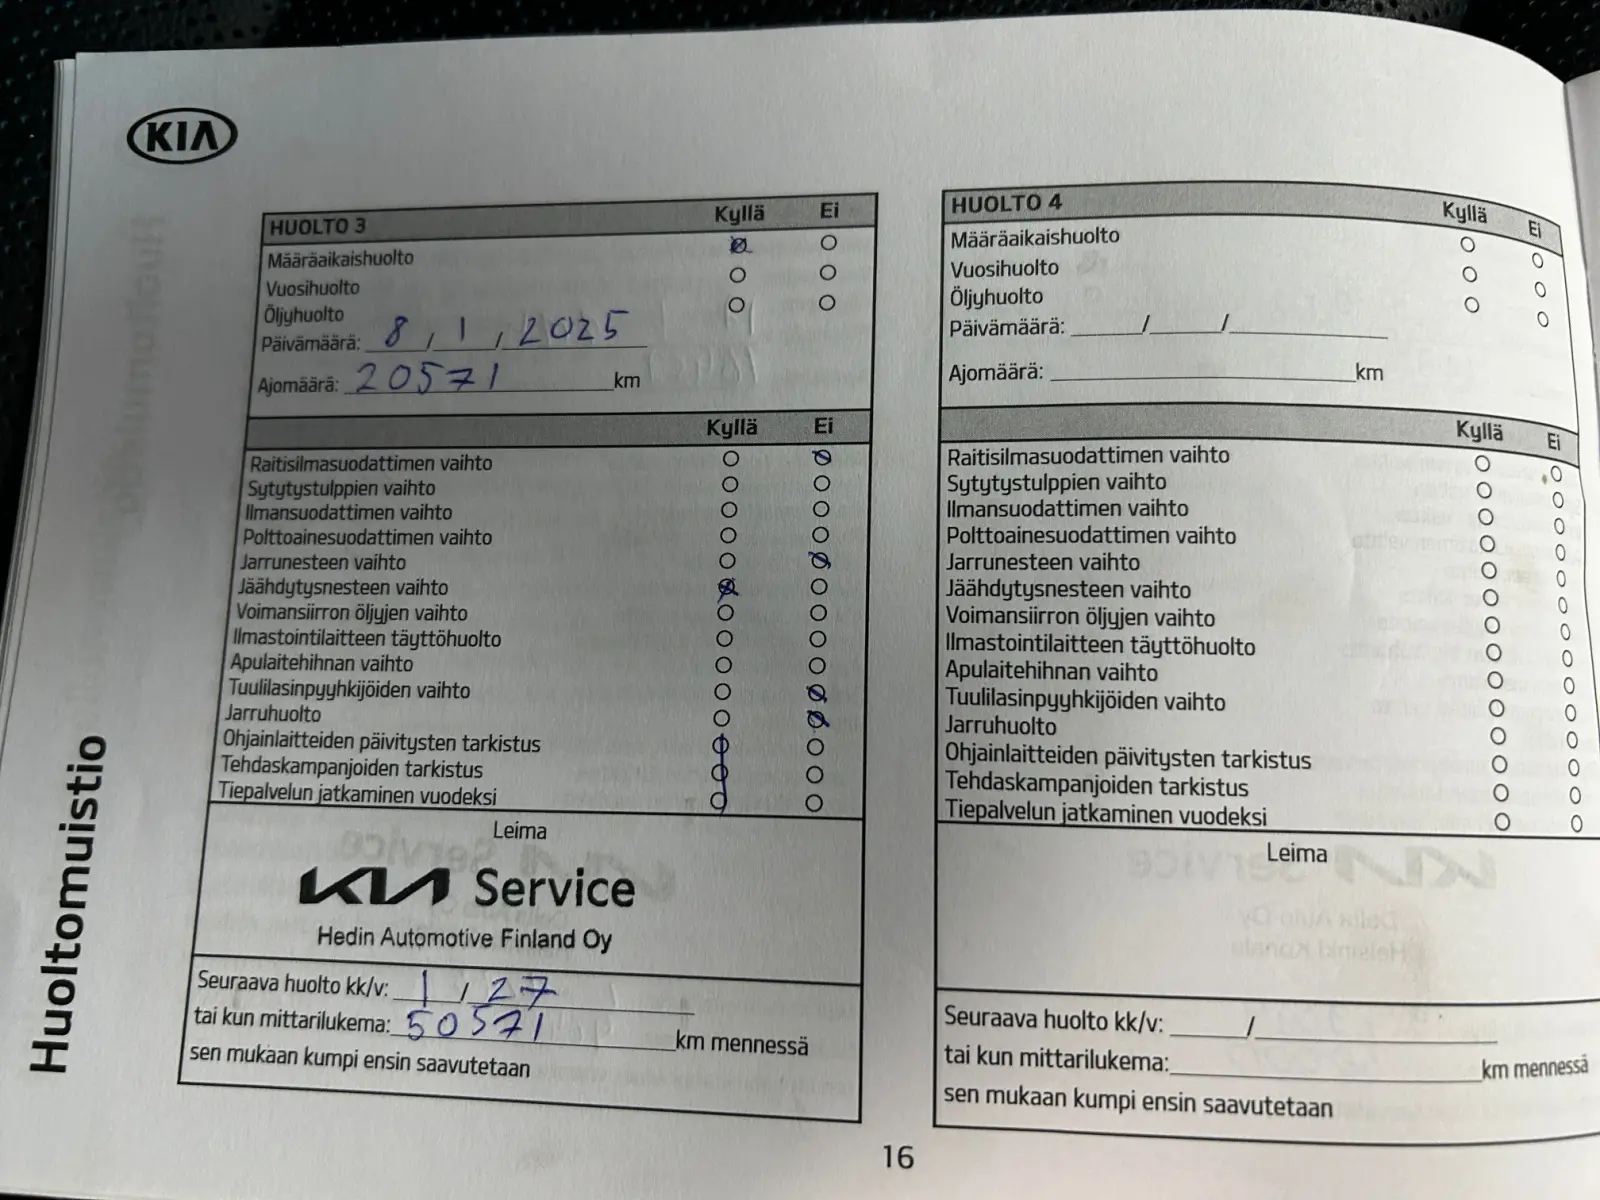 KIA
Huoltomuistio
HUOLTO 3 Kyllä Ei
Määräaikaishuolto
Vuosihuolto
Öljyhuolto
Päivämäärä: 8 / 1 / 2025
Ajomäärä: 20571 km
Kyllä Ei
Raitisilmasuodattimen vaihto
Sytytystulppien vaihto
Ilmansuodattimen vaihto
Polttoainesuodattimen vaihto
Jarrunesteen vaihto
Jäähdytysnesteen vaihto
Voimansiirron öljyjen vaihto
Ilmastointilaitteen täyttöhuolto
Apulaitehihnan vaihto
Tuulilasinpyyhkijöiden vaihto
Jarruhuolto
Ohjainlaitteiden päivitysten tarkistus
Tehdaskampanjoiden tarkistus
Tiepalvelun jatkaminen vuodeksi
Leima
KIA Service
Hedin Automotive Finland Oy
Seuraava huolto kk/v: 1 / 27
tai kun mittarilukema: 50571 km mennessä
sen mukaan kumpi ensin saavutetaan
HUOLTO 4 Kyllä Ei
Määräaikaishuolto
Vuosihuolto
Öljyhuolto
Päivämäärä: / /
Ajomäärä: km
Kyllä Ei
Raitisilmasuodattimen vaihto
Sytytystulppien vaihto
Ilmansuodattimen vaihto
Polttoainesuodattimen vaihto
Jarrunesteen vaihto
Jäähdytysnesteen vaihto
Voimansiirron öljyjen vaihto
Ilmastointilaitteen täyttöhuolto
Apulaitehihnan vaihto
Tuulilasinpyyhkijöiden vaihto
Jarruhuolto
Ohjainlaitteiden päivitysten tarkistus
Tehdaskampanjoiden tarkistus
Tiepalvelun jatkaminen vuodeksi
Leima
Seuraava huolto kk/v: /
tai kun mittarilukema: km mennessä
sen mukaan kumpi ensin saavutetaan
16